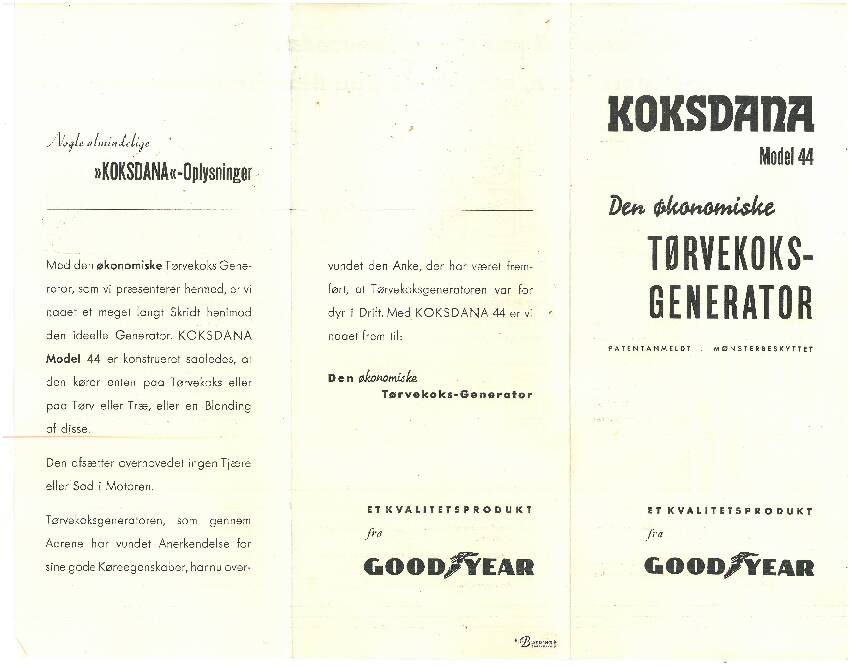 Nogle almindelige
»KOKSDANA«-Oplysninger
Med den økonomiske Tørvekoks Gene-
rator, som vi præsenterer hermed, er vi
naaet et meget langt Skridt henimod
den ideelle Generator. KOKSDANA
Model 44 er konstrueret saaledes, at
den kører enten paa Tørvekoks eller
paa Tørv eller Træ, eller en Blanding
af disse.
Den afsætter overhovedet ingen Tjære
eller Sod i Motoren.
Tørvekoksgeneratoren, som gennem
Aarene har vundet Anerkendelse for
sine gode Køreegenskaber, har nu over-
vundet den Anke, der har været frem-
ført, at Tørvekoksgeneratoren var for
dyr i Drift. Med KOKSDANA 44 er vi
naaet frem til:
Den økonomiske
Tørvekoks-Generator
ET KVALITETSPRODUKT
fra
GOODYEAR
KOKSDANA
Model 44
Den økonomiske
TØRVEKOKS-
GENERATOR
PATENTANMELDT : MØNSTERBESKYTTET
ET KVALITETSPRODUKT
fra
GOODYEAR